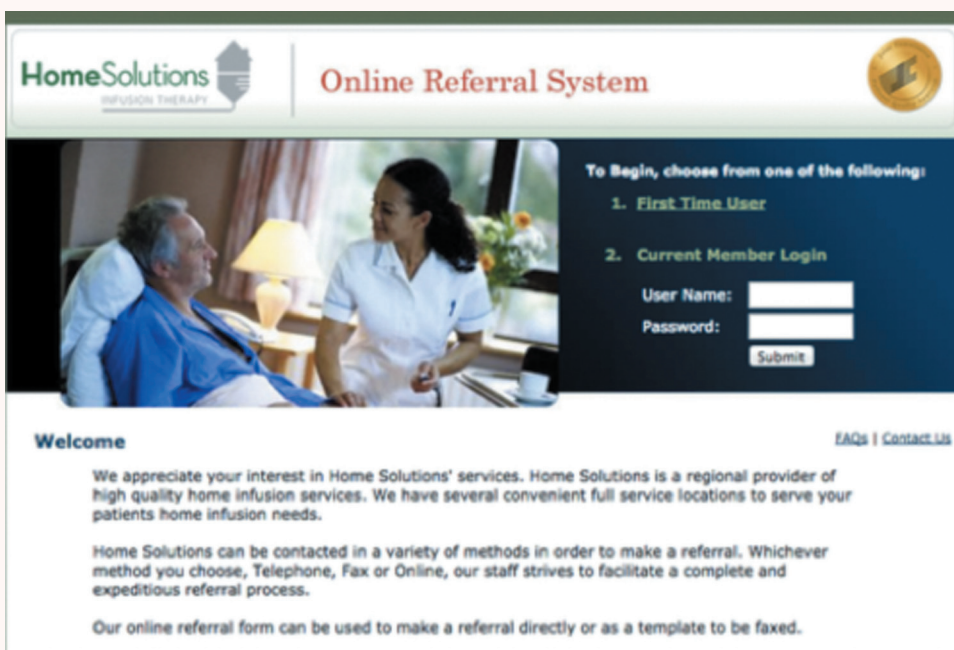 HomeSolutions
INFUSION THERAPY
Online Referral System
To Begin, choose from one of the following:
1. First Time User
2. Current Member Login
User Name:
Password:
Submit
Welcome
FAQs | Contact Us
We appreciate your interest in Home Solutions' services. Home Solutions is a regional provider of
high quality home infusion services. We have several convenient full service locations to serve your
patients home infusion needs.
Home Solutions can be contacted in a variety of methods in order to make a referral. Whichever
method you choose, Telephone, Fax or Online, our staff strives to facilitate a complete and
expeditious referral process.
Our online referral form can be used to make a referral directly or as a template to be faxed.